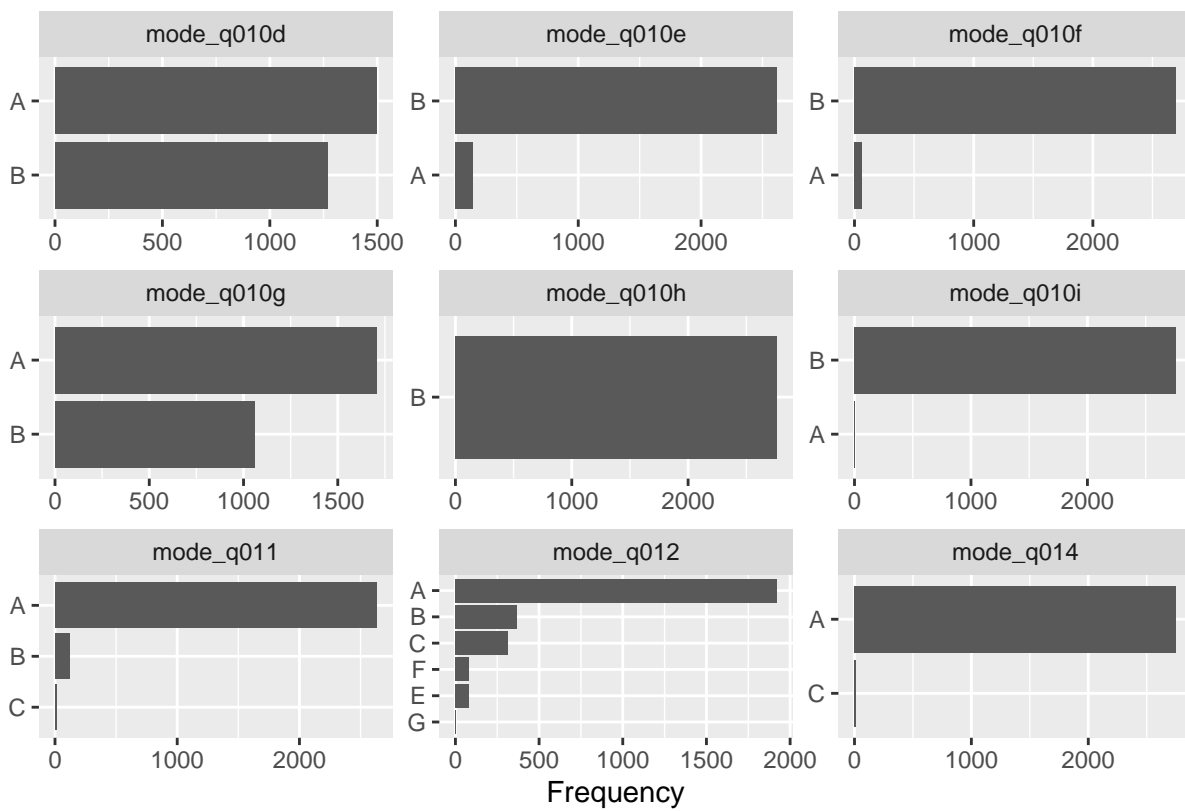 mode_q010d mode_q010e mode_q010f
A B B
B A A
0 500 1000 1500 0 1000 2000 0 1000 2000
mode_q010g mode_q010h mode_q010i
A B
B
B A
0 500 1000 1500 0 1000 2000 0 1000 2000
mode_q011 mode_q012 mode_q014
A
A
B
A
B
C
F
C
E
C
G
0 1000 2000 0 500 1000 1500 2000 0 1000 2000
Frequency